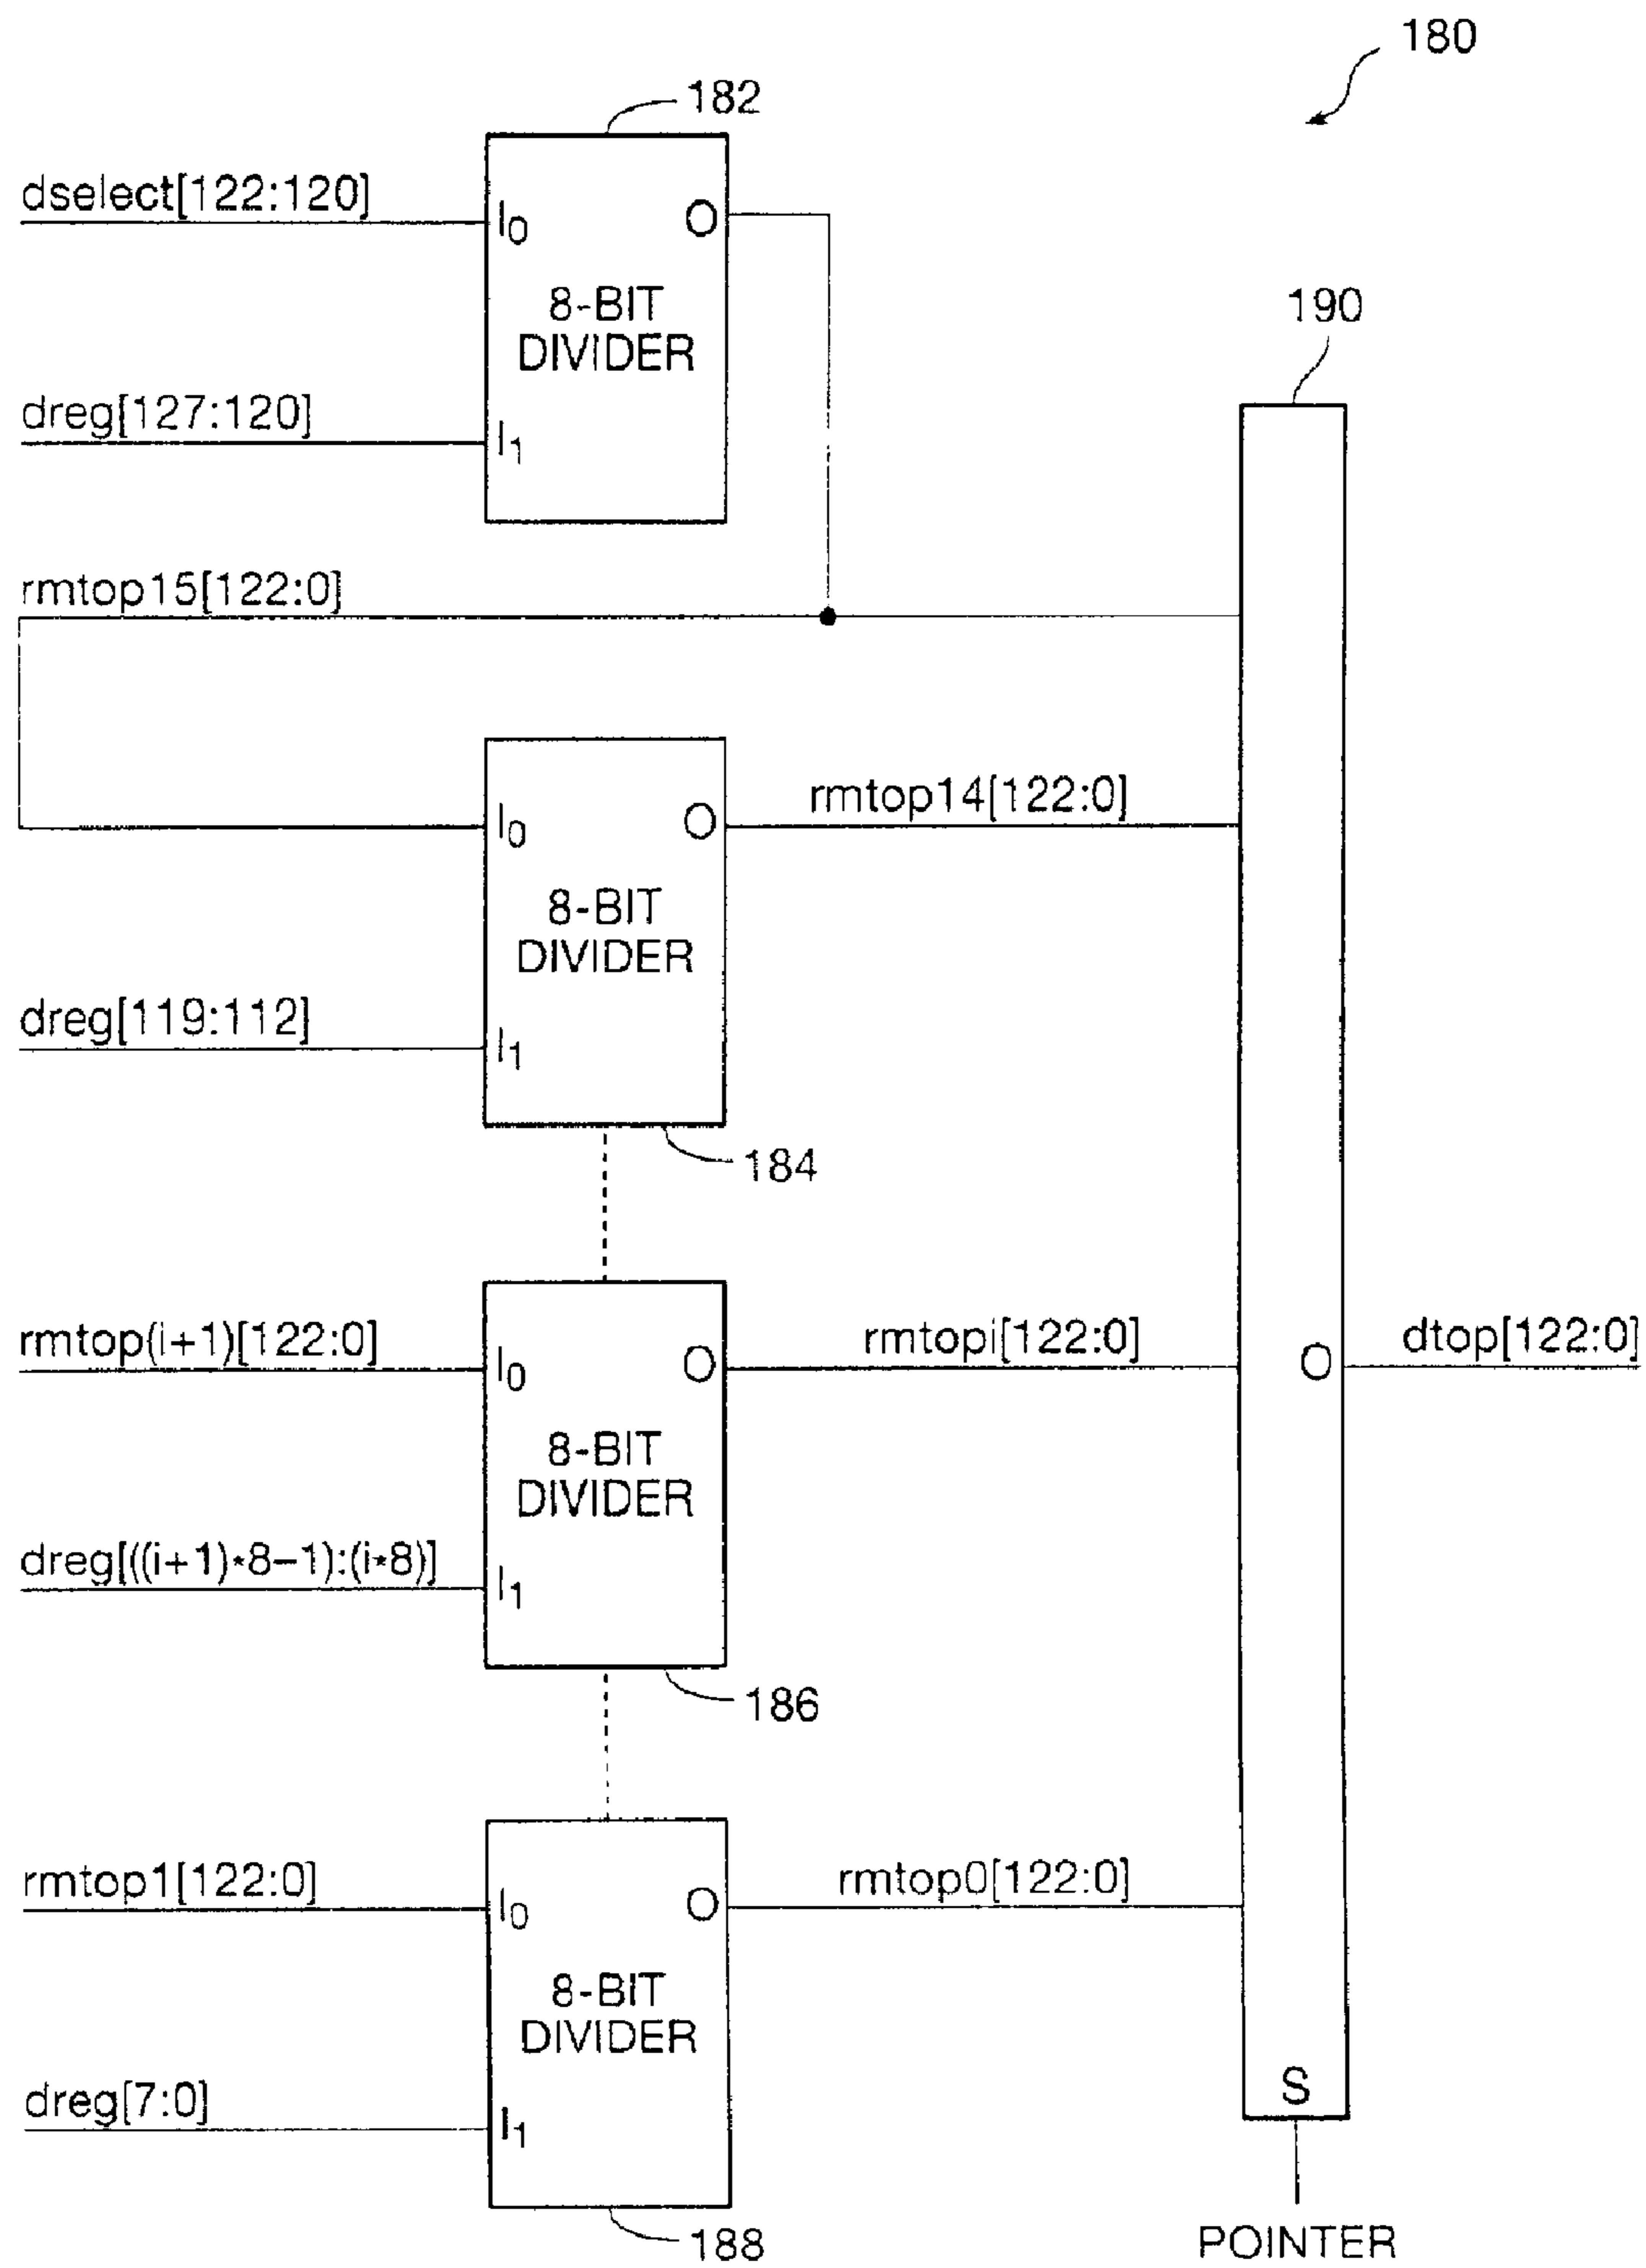 180
182
dselect[122:120]
I0
O
8-BIT
DIVIDER
190
dreg[127:120]
I1
rmtop15[122:0]
I0
O
rmtop14[122:0]
8-BIT
DIVIDER
dreg[119:112]
I1
184
rmtop(i+1)[122:0]
I0
O
rmtopi[122:0]
O
dtop[122:0]
8-BIT
DIVIDER
dreg[((i+1)*8-1):(i*8)]
I1
186
rmtop1[122:0]
I0
O
rmtop0[122:0]
8-BIT
DIVIDER
S
dreg[7:0]
I1
188
POINTER